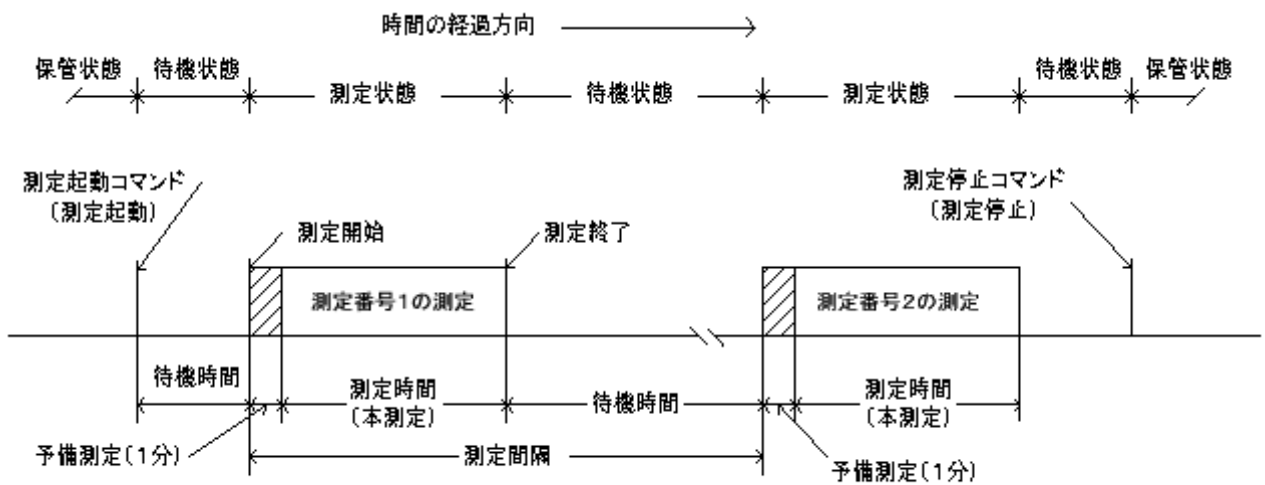 時間の経過方向
保管状態
待機状態
測定状態
待機状態
測定状態
待機状態
保管状態
測定起動コマンド
(測定起動)
測定停止コマンド
(測定停止)
測定開始
測定終了
測定番号1の測定
測定番号2の測定
待機時間
測定時間
(本測定)
待機時間
測定時間
(本測定)
予備測定(1分)
測定間隔
予備測定(1分)